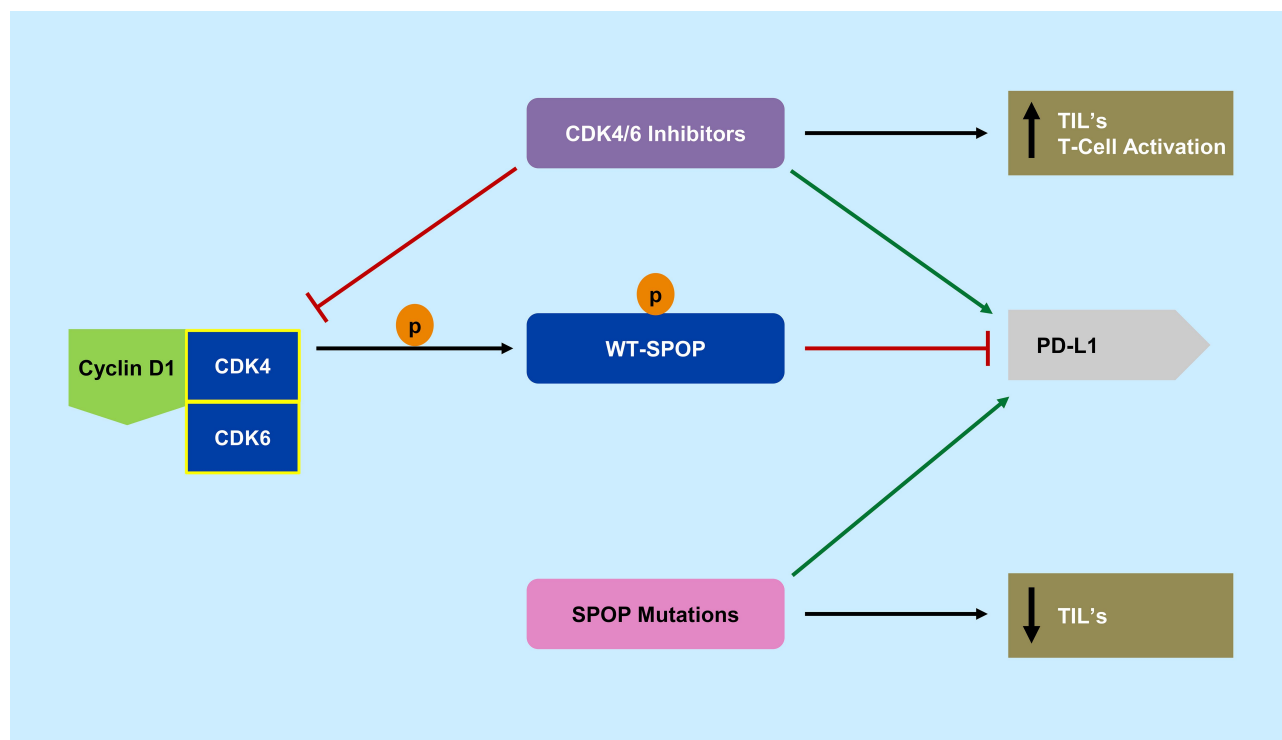 CDK4/6 Inhibitors
TIL’s
T-Cell Activation
p
p
Cyclin D1
CDK4
WT-SPOP
PD-L1
CDK6
SPOP Mutations
TIL’s